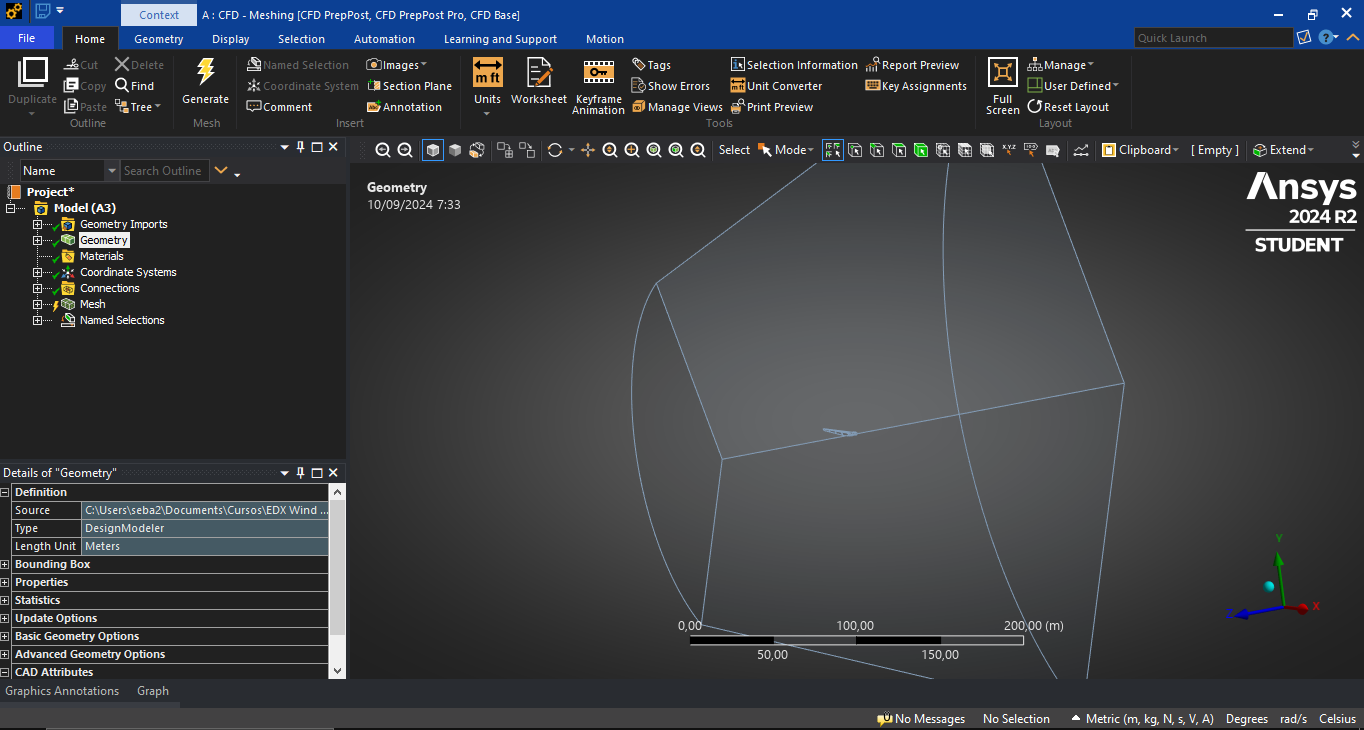 Context
A : CFD - Meshing [CFD PrepPost, CFD PrepPost Pro, CFD Base]
File Home Geometry Display Selection Automation Learning and Support Motion
Quick Launch
Duplicate
Cut
Copy
Paste
Delete
Find
Tree
Outline
Generate
Mesh
Named Selection
Coordinate System
Comment
Images
Section Plane
Annotation
Insert
Units
Worksheet
Keyframe
Animation
Tags
Show Errors
Manage Views
Selection Information
Unit Converter
Print Preview
Report Preview
Key Assignments
Tools
Full
Screen
Manage
User Defined
Reset Layout
Layout
Outline
Name Search Outline
Project*
Model (A3)
Geometry Imports
Geometry
Materials
Coordinate Systems
Connections
Mesh
Named Selections
Select Mode
Clipboard [ Empty ] Extend
Geometry
10/09/2024 7:33
Ansys
2024 R2
STUDENT
Details of "Geometry"
Definition
Source C:\Users\seba2\Documents\Cursos\EDX Wind ...
Type DesignModeler
Length Unit Meters
Bounding Box
Properties
Statistics
Update Options
Basic Geometry Options
Advanced Geometry Options
CAD Attributes
0,00 100,00 200,00 (m)
50,00 150,00
Y
Z X
Graphics Annotations Graph
No Messages No Selection Metric (m, kg, N, s, V, A) Degrees rad/s Celsius